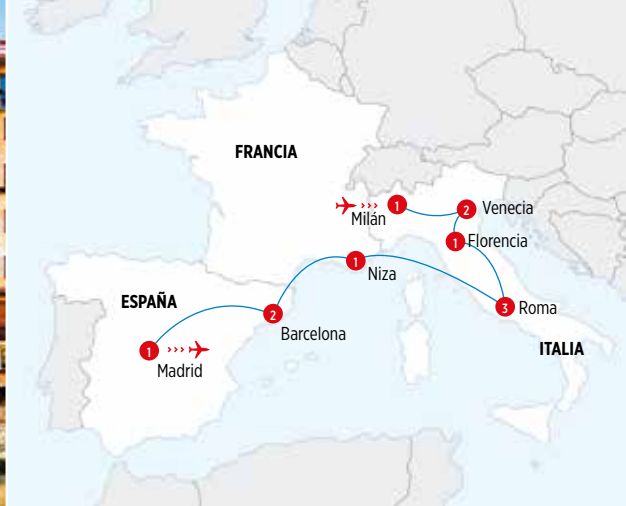 FRANCIA
››› 1
Milán
2 Venecia
1 Florencia
1
Niza
ESPAÑA
3 Roma
2
Barcelona
ITALIA
1 ›››
Madrid